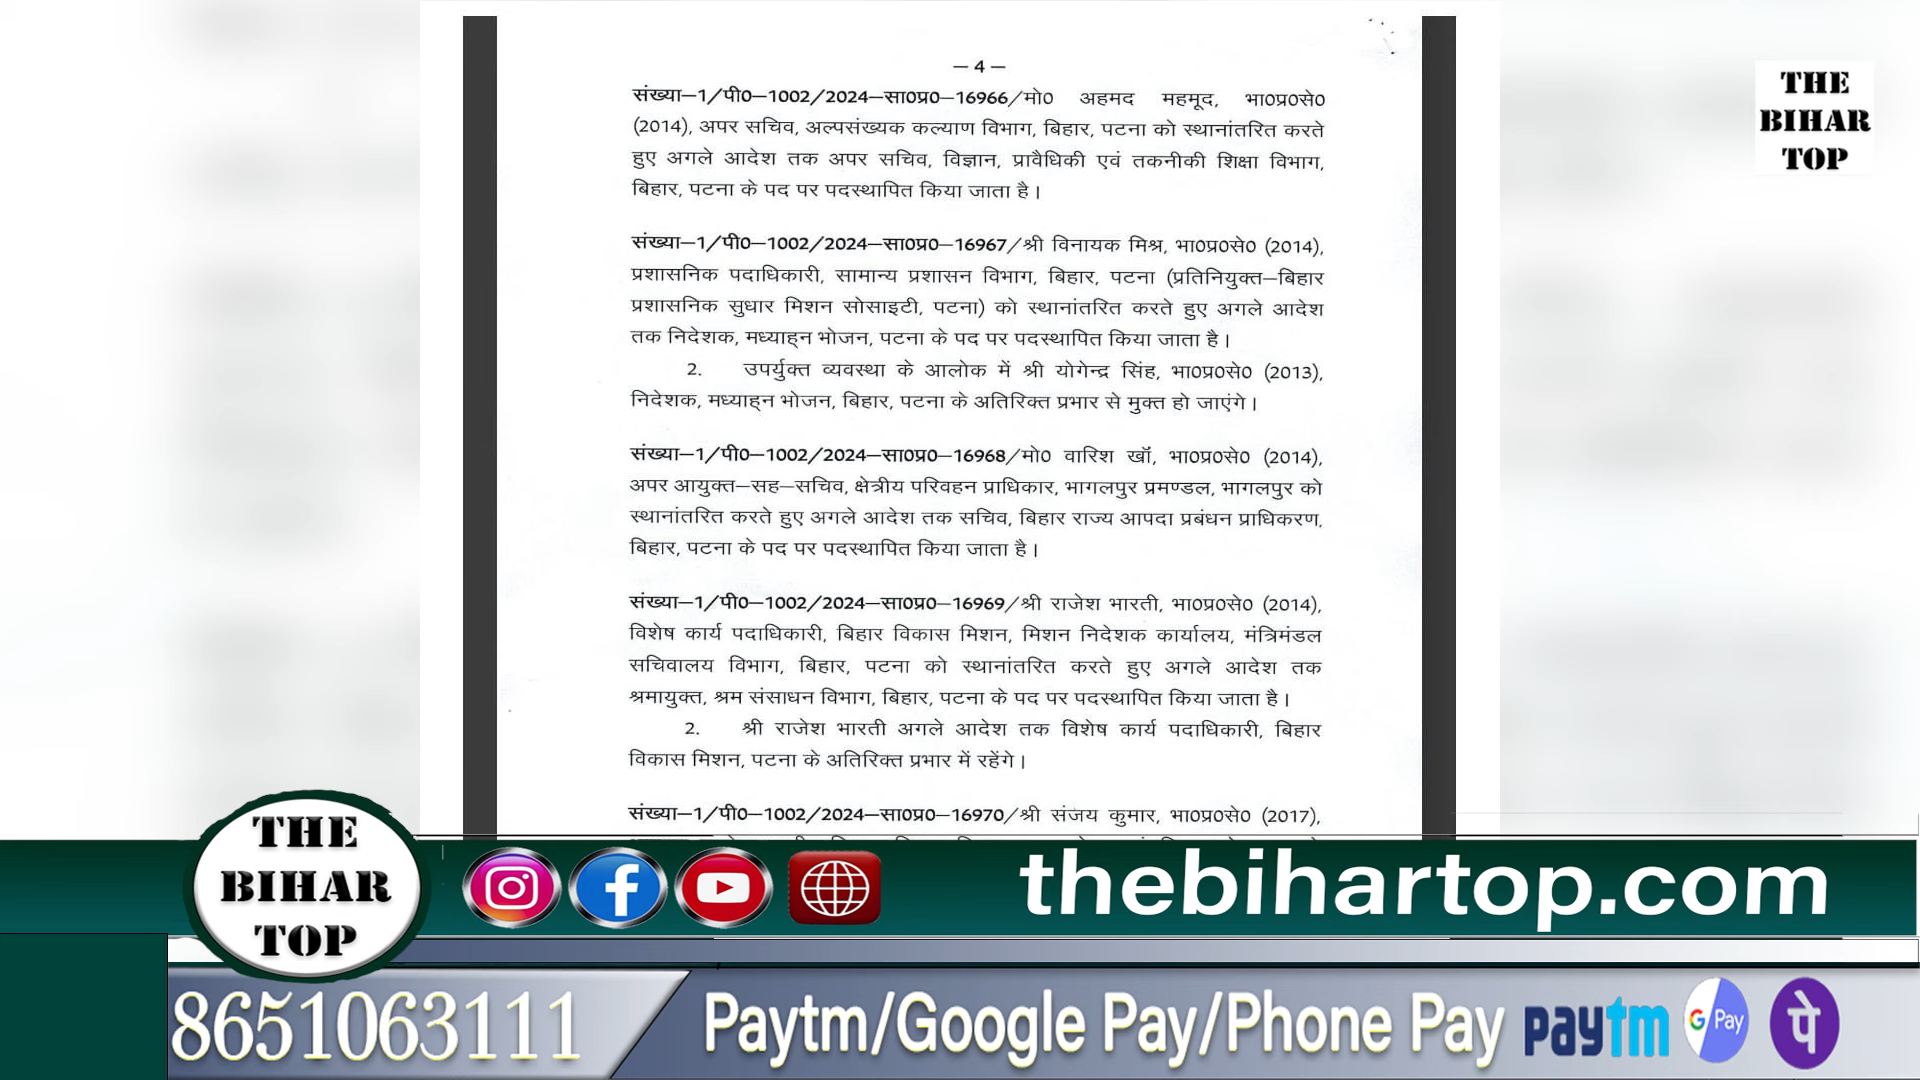 — 4 —
संख्या—1/पी0—1002/2024—सा0प्र0—16966/मो0 अहमद महमूद, भा0प्र0से0
(2014), अपर सचिव, अल्पसंख्यक कल्याण विभाग, बिहार, पटना को स्थानांतरित करते
हुए अगले आदेश तक अपर सचिव, विज्ञान, प्रावैधिकी एवं तकनीकी शिक्षा विभाग,
बिहार, पटना के पद पर पदस्थापित किया जाता है।
संख्या—1/पी0—1002/2024—सा0प्र0—16967/श्री विनायक मिश्र, भा0प्र0से0 (2014),
प्रशासनिक पदाधिकारी, सामान्य प्रशासन विभाग, बिहार, पटना (प्रतिनियुक्त—बिहार
प्रशासनिक सुधार मिशन सोसाइटी, पटना) को स्थानांतरित करते हुए अगले आदेश
तक निदेशक, मध्याह्न भोजन, पटना के पद पर पदस्थापित किया जाता है।
2. उपर्युक्त व्यवस्था के आलोक में श्री योगेन्द्र सिंह, भा0प्र0से0 (2013),
निदेशक, मध्याह्न भोजन, बिहार, पटना के अतिरिक्त प्रभार से मुक्त हो जाएंगे।
संख्या—1/पी0—1002/2024—सा0प्र0—16968/मो0 वारिश खाँ, भा0प्र0से0 (2014),
अपर आयुक्त—सह—सचिव, क्षेत्रीय परिवहन प्राधिकार, भागलपुर प्रमण्डल, भागलपुर को
स्थानांतरित करते हुए अगले आदेश तक सचिव, बिहार राज्य आपदा प्रबंधन प्राधिकरण,
बिहार, पटना के पद पर पदस्थापित किया जाता है।
संख्या—1/पी0—1002/2024—सा0प्र0—16969/श्री राजेश भारती, भा0प्र0से0 (2014),
विशेष कार्य पदाधिकारी, बिहार विकास मिशन, मिशन निदेशक कार्यालय, मंत्रिमंडल
सचिवालय विभाग, बिहार, पटना को स्थानांतरित करते हुए अगले आदेश तक
श्रमायुक्त, श्रम संसाधन विभाग, बिहार, पटना के पद पर पदस्थापित किया जाता है।
2. श्री राजेश भारती अगले आदेश तक विशेष कार्य पदाधिकारी, बिहार
विकास मिशन, पटना के अतिरिक्त प्रभार में रहेंगे।
संख्या—1/पी0—1002/2024—सा0प्र0—16970/श्री संजय कुमार, भा0प्र0से0 (2017),
THE
BIHAR
TOP
THE
BIHAR
TOP
thebihartop.com
8651063111
Paytm/Google Pay/Phone Pay
paytm
G Pay
पे